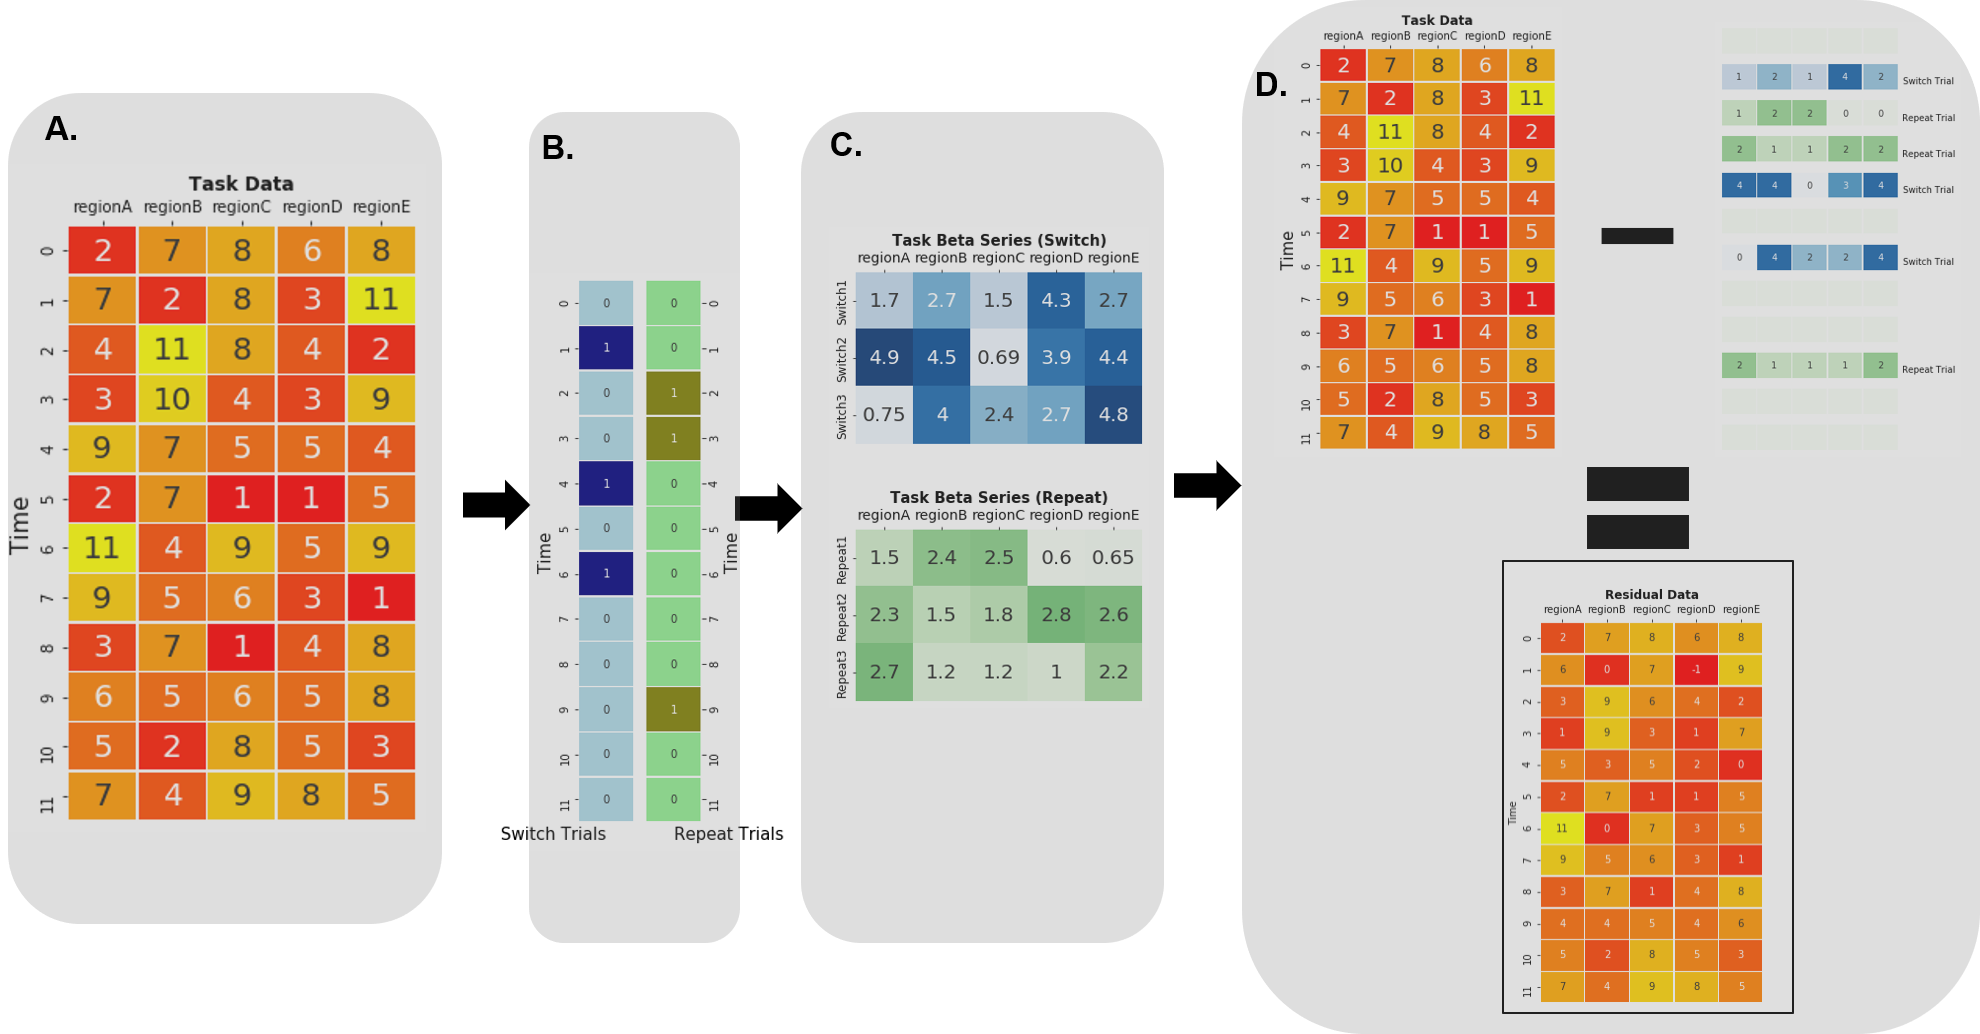 A.
Task Data
regionA regionB regionC regionD regionE
0 2 7 8 6 8
1 7 2 8 3 11
2 4 11 8 4 2
3 3 10 4 3 9
4 9 7 5 5 4
5 2 7 1 1 5
6 11 4 9 5 9
7 9 5 6 3 1
8 3 7 1 4 8
9 6 5 6 5 8
10 5 2 8 5 3
11 7 4 9 8 5
Time
B.
0 0 0 0
1 1 0 1
2 0 1 2
3 0 1 3
4 1 0 4
5 0 0 5
6 1 0 6
7 0 0 7
8 0 0 8
9 0 1 9
10 0 0 10
11 0 0 11
Time Time
Switch Trials Repeat Trials
C.
Task Beta Series (Switch)
regionA regionB regionC regionD regionE
Switch1 1.7 2.7 1.5 4.3 2.7
Switch2 4.9 4.5 0.69 3.9 4.4
Switch3 0.75 4 2.4 2.7 4.8
Task Beta Series (Repeat)
regionA regionB regionC regionD regionE
Repeat1 1.5 2.4 2.5 0.6 0.65
Repeat2 2.3 1.5 1.8 2.8 2.6
Repeat3 2.7 1.2 1.2 1 2.2
D.
Task Data
regionA regionB regionC regionD regionE
0 2 7 8 6 8
1 7 2 8 3 11
2 4 11 8 4 2
3 3 10 4 3 9
4 9 7 5 5 4
5 2 7 1 1 5
6 11 4 9 5 9
7 9 5 6 3 1
8 3 7 1 4 8
9 6 5 6 5 8
10 5 2 8 5 3
11 7 4 9 8 5
Time
1 2 1 4 2 Switch Trial
1 2 2 0 0 Repeat Trial
2 1 1 2 2 Repeat Trial
4 4 0 3 4 Switch Trial
0 4 2 2 4 Switch Trial
2 1 1 1 2 Repeat Trial
Residual Data
regionA regionB regionC regionD regionE
0 2 7 8 6 8
1 6 0 7 -1 9
2 3 9 6 4 2
3 1 9 3 1 7
4 5 3 5 2 0
5 2 7 1 1 5
6 11 0 7 3 5
7 9 5 6 3 1
8 3 7 1 4 8
9 4 4 5 4 6
10 5 2 8 5 3
11 7 4 9 8 5
Time